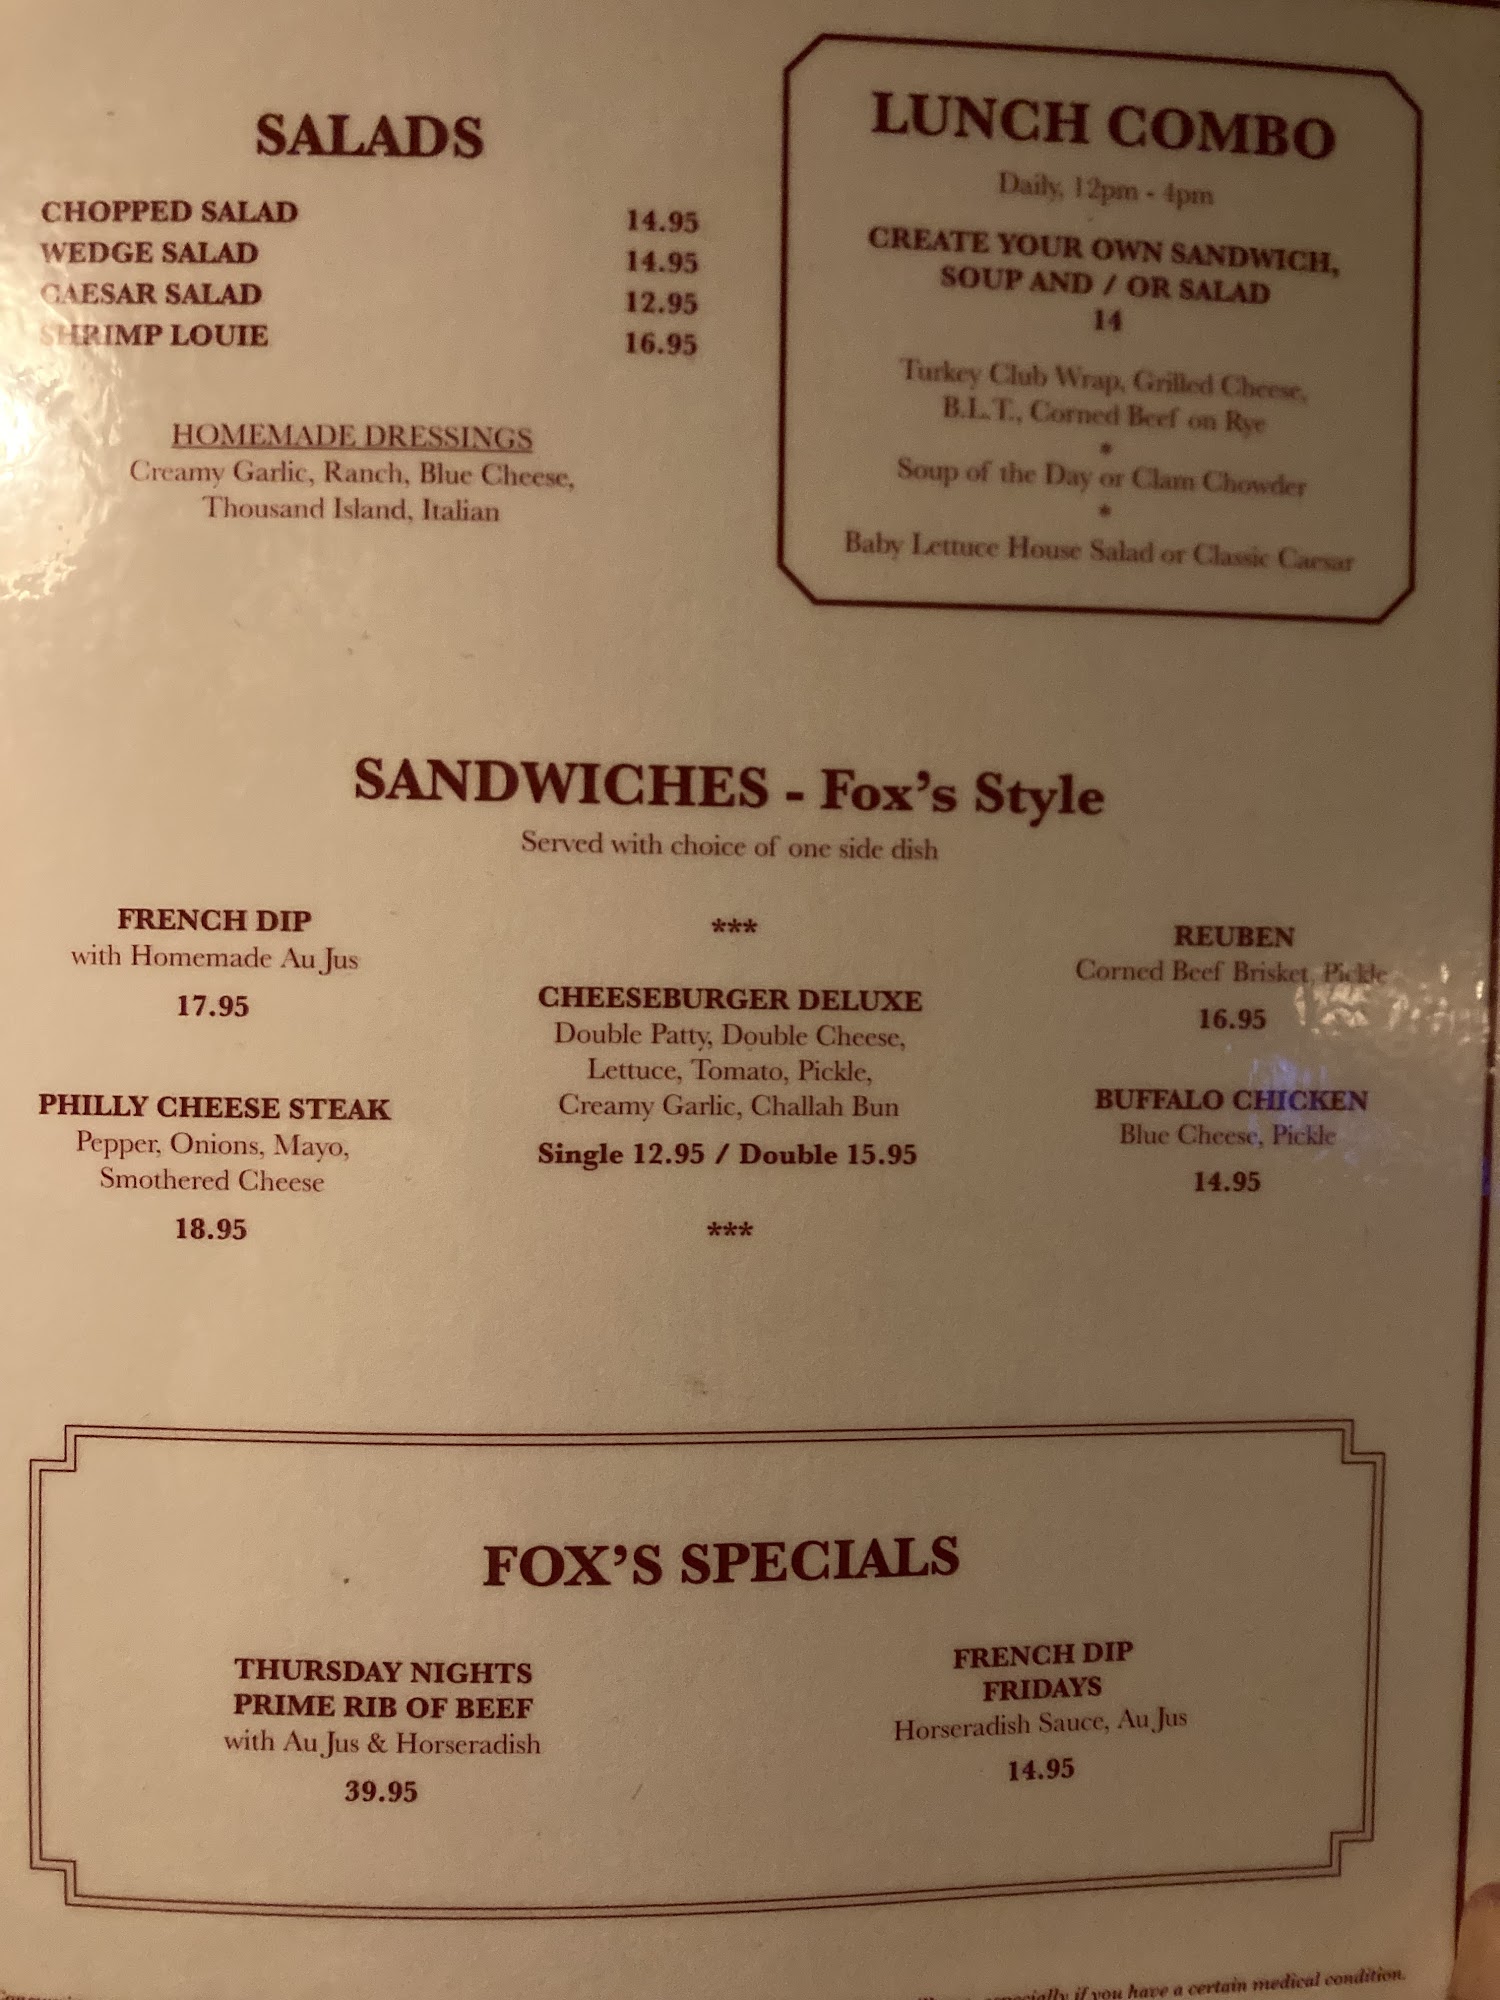 SALADS
CHOPPED SALAD 14.95
WEDGE SALAD 14.95
CAESAR SALAD 12.95
SHRIMP LOUIE 16.95
HOMEMADE DRESSINGS
Creamy Garlic, Ranch, Blue Cheese,
Thousand Island, Italian
LUNCH COMBO
Daily, 12pm - 4pm
CREATE YOUR OWN SANDWICH,
SOUP AND / OR SALAD
14
Turkey Club Wrap, Grilled Cheese,
B.L.T., Corned Beef on Rye
*
Soup of the Day or Clam Chowder
*
Baby Lettuce House Salad or Classic Caesar
SANDWICHES - Fox's Style
Served with choice of one side dish
FRENCH DIP
with Homemade Au Jus
17.95
PHILLY CHEESE STEAK
Pepper, Onions, Mayo,
Smothered Cheese
18.95
***
CHEESEBURGER DELUXE
Double Patty, Double Cheese,
Lettuce, Tomato, Pickle,
Creamy Garlic, Challah Bun
Single 12.95 / Double 15.95
***
REUBEN
Corned Beef Brisket, Pickle
16.95
BUFFALO CHICKEN
Blue Cheese, Pickle
14.95
FOX'S SPECIALS
THURSDAY NIGHTS
PRIME RIB OF BEEF
with Au Jus & Horseradish
39.95
FRENCH DIP
FRIDAYS
Horseradish Sauce, Au Jus
14.95
especially if you have a certain medical condition.